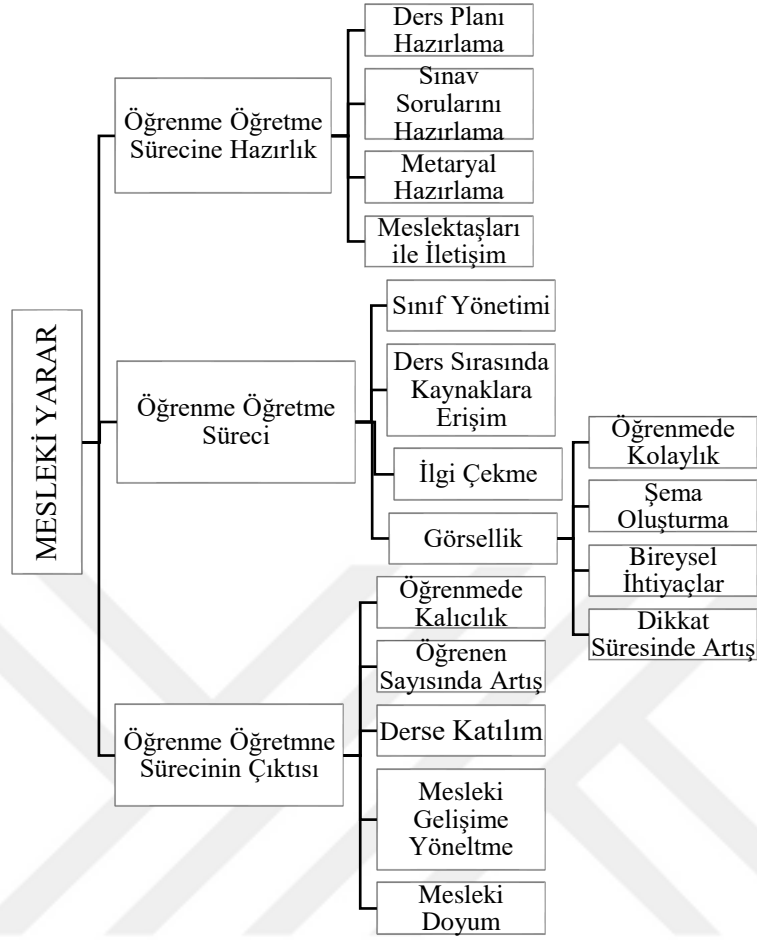 MESLEKİ YARAR
Öğrenme Öğretme
Sürecine Hazırlık
Ders Planı
Hazırlama
Sınav
Sorularını
Hazırlama
Metaryal
Hazırlama
Meslektaşları
ile İletişim
Öğrenme Öğretme
Süreci
Sınıf Yönetimi
Ders Sırasında
Kaynaklara
Erişim
İlgi Çekme
Görsellik
Öğrenmede
Kolaylık
Şema
Oluşturma
Bireysel
İhtiyaçlar
Dikkat
Süresinde Artış
Öğrenme Öğretmne
Sürecinin Çıktısı
Öğrenmede
Kalıcılık
Öğrenen
Sayısında Artış
Derse Katılım
Mesleki
Gelişime
Yöneltme
Mesleki
Doyum